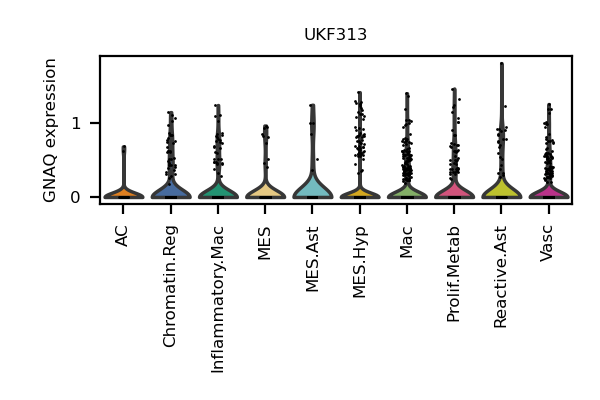 UKF313
GNAQ expression
1
0
AC
Chromatin.Reg
Inflammatory.Mac
MES
MES.Ast
MES.Hyp
Mac
Prolif.Metab
Reactive.Ast
Vasc